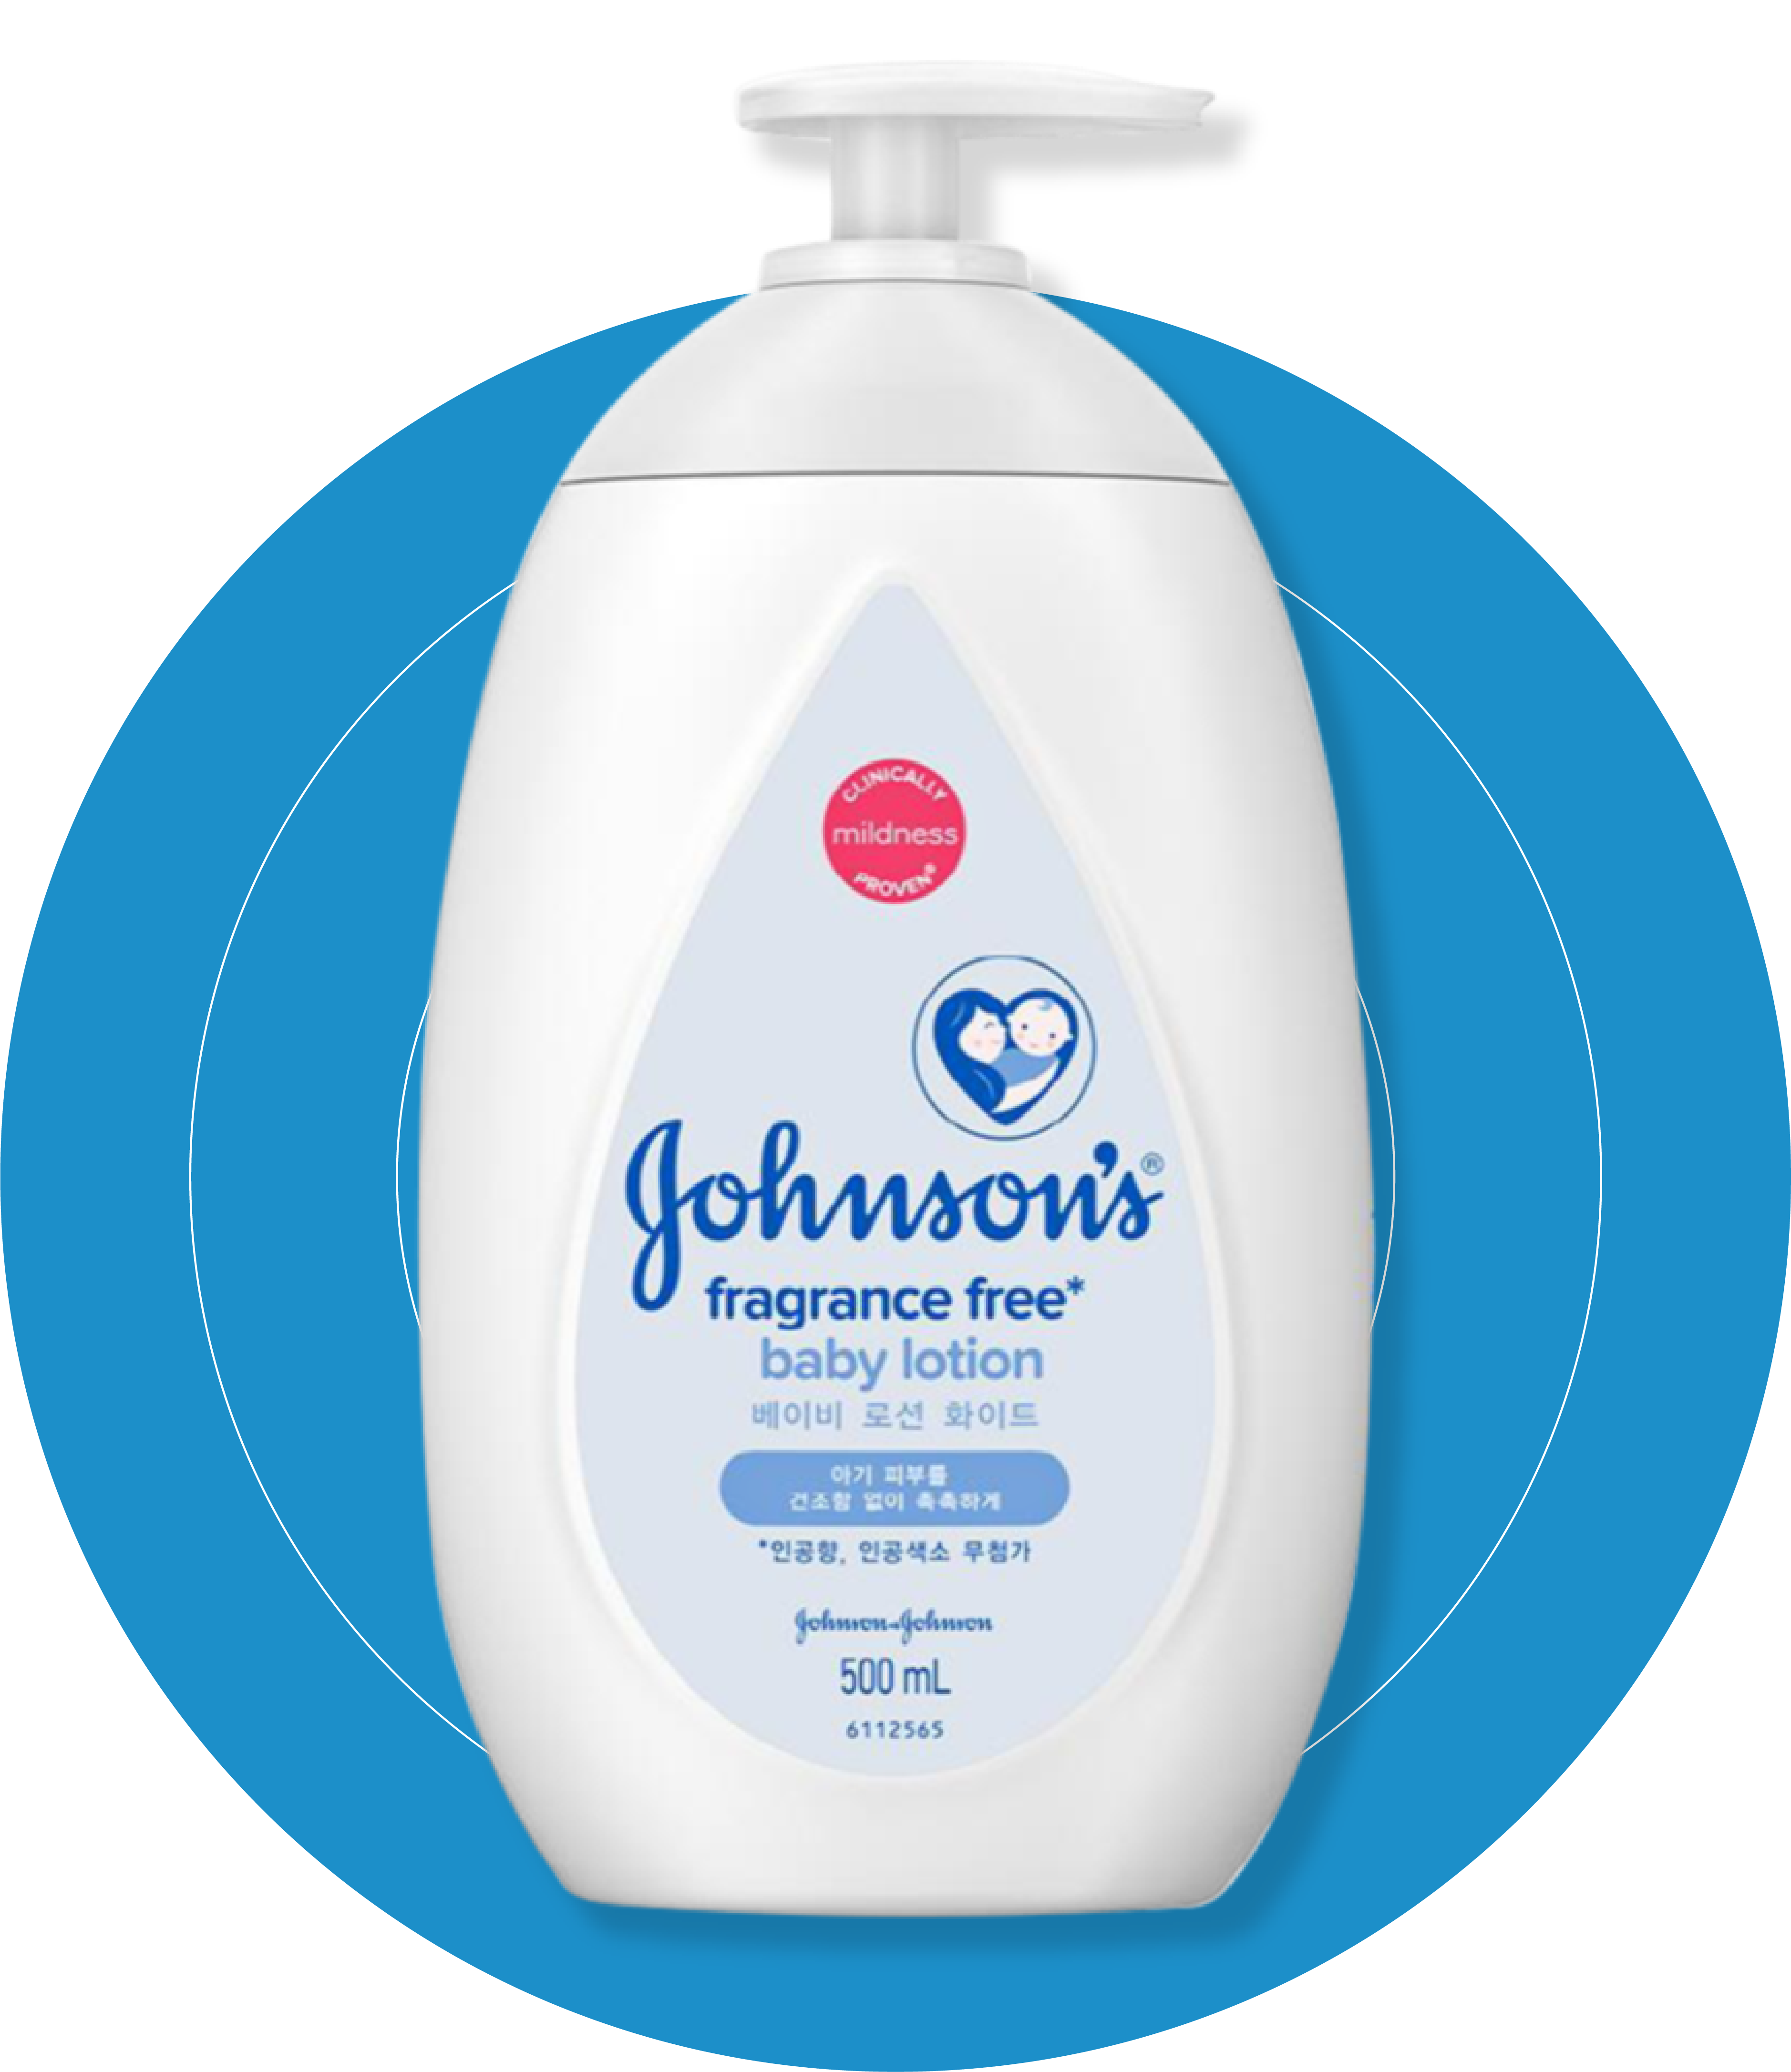 CLINICALLY
mildness
PROVEN®
Johnson's®
fragrance free*
baby lotion
베이비 로션 화이트
아기 피부를
건조함 없이 촉촉하게
*인공향, 인공색소 무첨가
Johnson & Johnson
500 mL
6112565